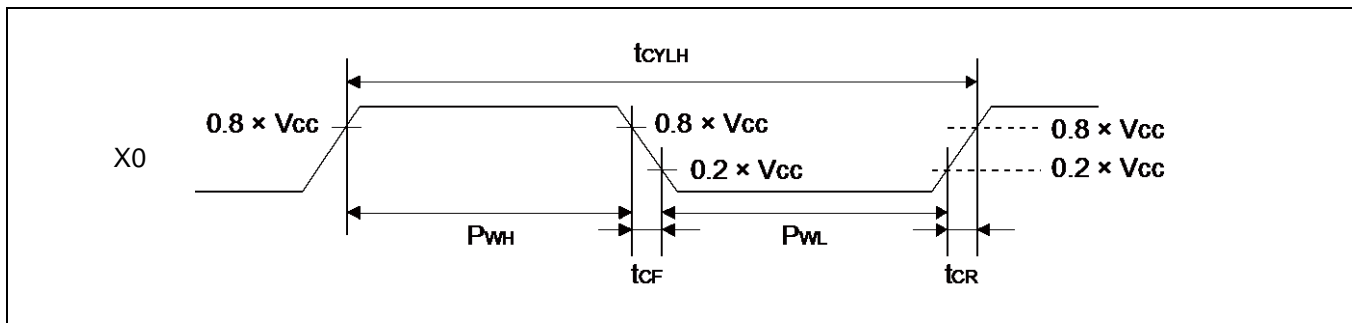 tCYLH
0.8 × Vcc
0.8 × Vcc
0.8 × Vcc
X0
0.2 × Vcc
0.2 × Vcc
PWH
PWL
tCF
tCR